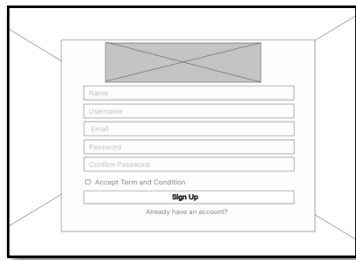 Name
Username
Email
Password
Confirm Password
Accept Term and Condition
Sign Up
Already have an account?